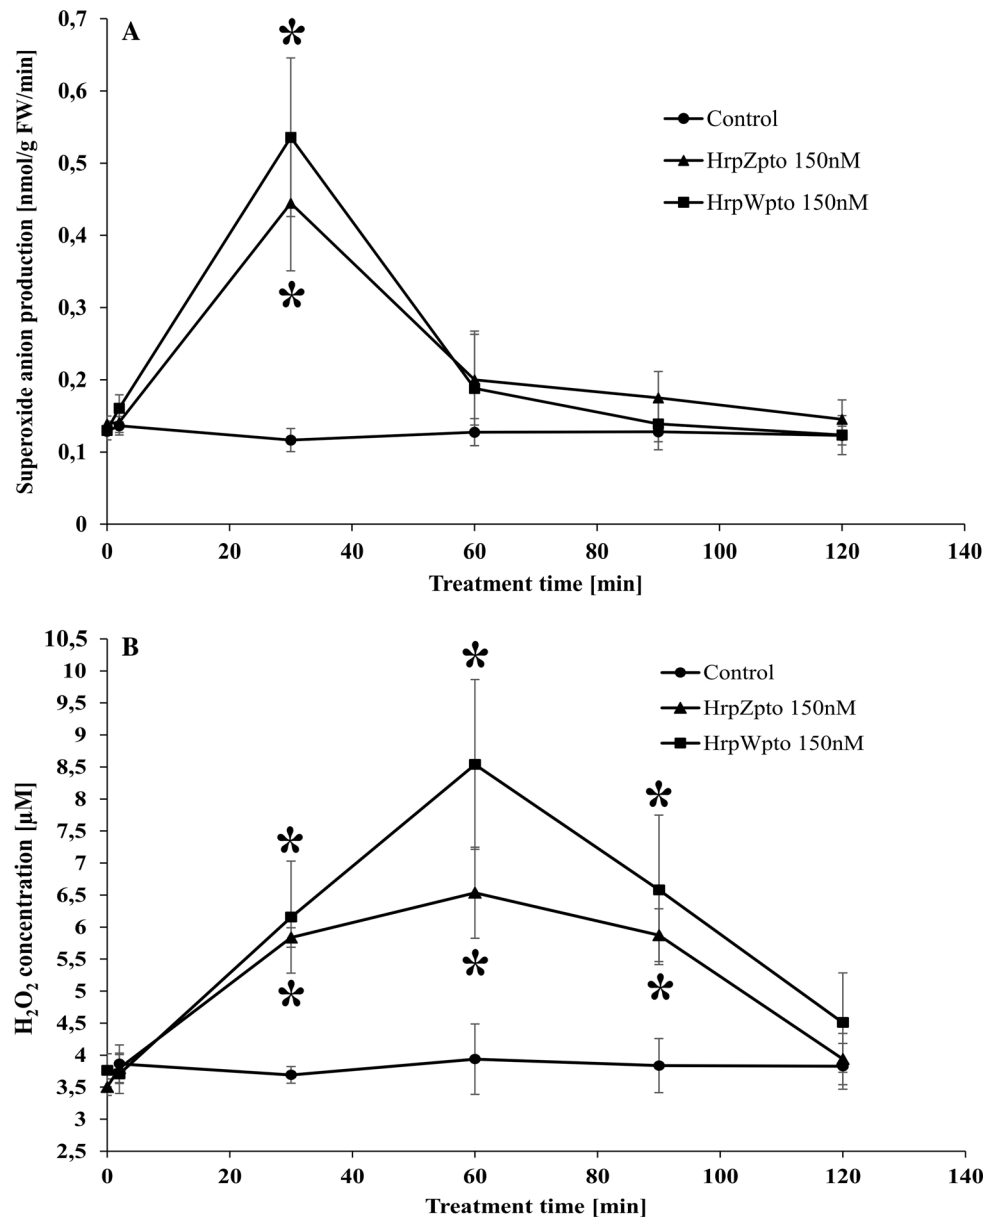 A
Superoxide anion production [nmol/g FW/min]
0,7
0,6
0,5
0,4
0,3
0,2
0,1
0
*
*
Control
HrpZpto 150nM
HrpWpto 150nM
0 20 40 60 80 100 120 140
Treatment time [min]
B
H₂O₂ concentration [µM]
10,5
10
9,5
9
8,5
8
7,5
7
6,5
6
5,5
5
4,5
4
3,5
3
2,5
*
*
*
*
*
*
Control
HrpZpto 150nM
HrpWpto 150nM
0 20 40 60 80 100 120 140
Treatment time [min]